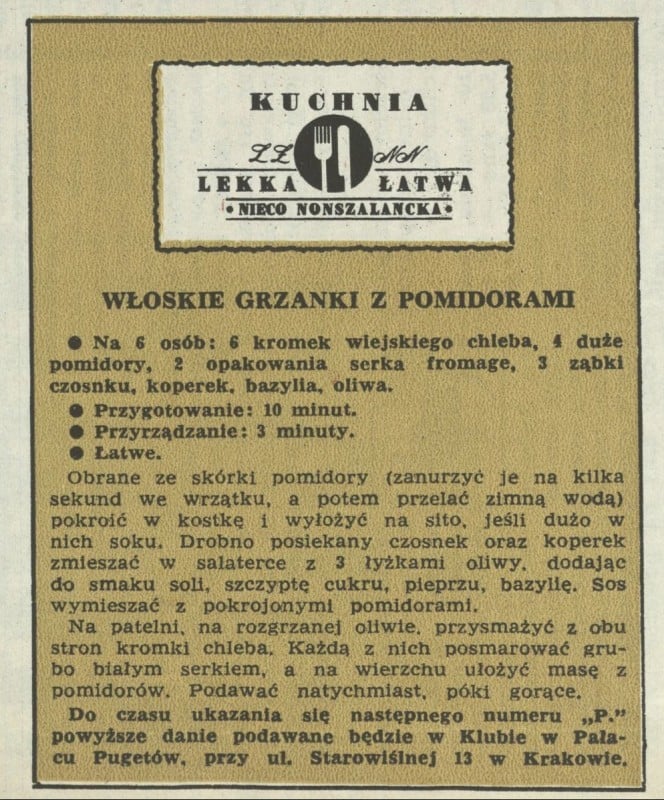 KUCHNIA
ŁŁ NN
LEKKA ŁATWA
• NIECO NONSZALANCKA •
WŁOSKIE GRZANKI Z POMIDORAMI
● Na 6 osób: 6 kromek wiejskiego chleba, 4 duże
pomidory, 2 opakowania serka fromage, 3 ząbki
czosnku, koperek, bazylia, oliwa.
● Przygotowanie: 10 minut.
● Przyrządzanie: 3 minuty.
● Łatwe.
Obrane ze skórki pomidory (zanurzyć je na kilka
sekund we wrzątku, a potem przelać zimną wodą)
pokroić w kostkę i wyłożyć na sito, jeśli dużo w
nich soku. Drobno posiekany czosnek oraz koperek
zmieszać w salaterce z 3 łyżkami oliwy, dodając
do smaku soli, szczyptę cukru, pieprzu, bazylię. Sos
wymieszać z pokrojonymi pomidorami.
Na patelni, na rozgrzanej oliwie, przysmażyć z obu
stron kromki chleba. Każdą z nich posmarować gru-
bo białym serkiem, a na wierzchu ułożyć masę z
pomidorów. Podawać natychmiast, póki gorące.
Do czasu ukazania się następnego numeru „P.”
powyższe danie podawane będzie w Klubie w Pała-
cu Pugetów, przy ul. Starowiślnej 13 w Krakowie.